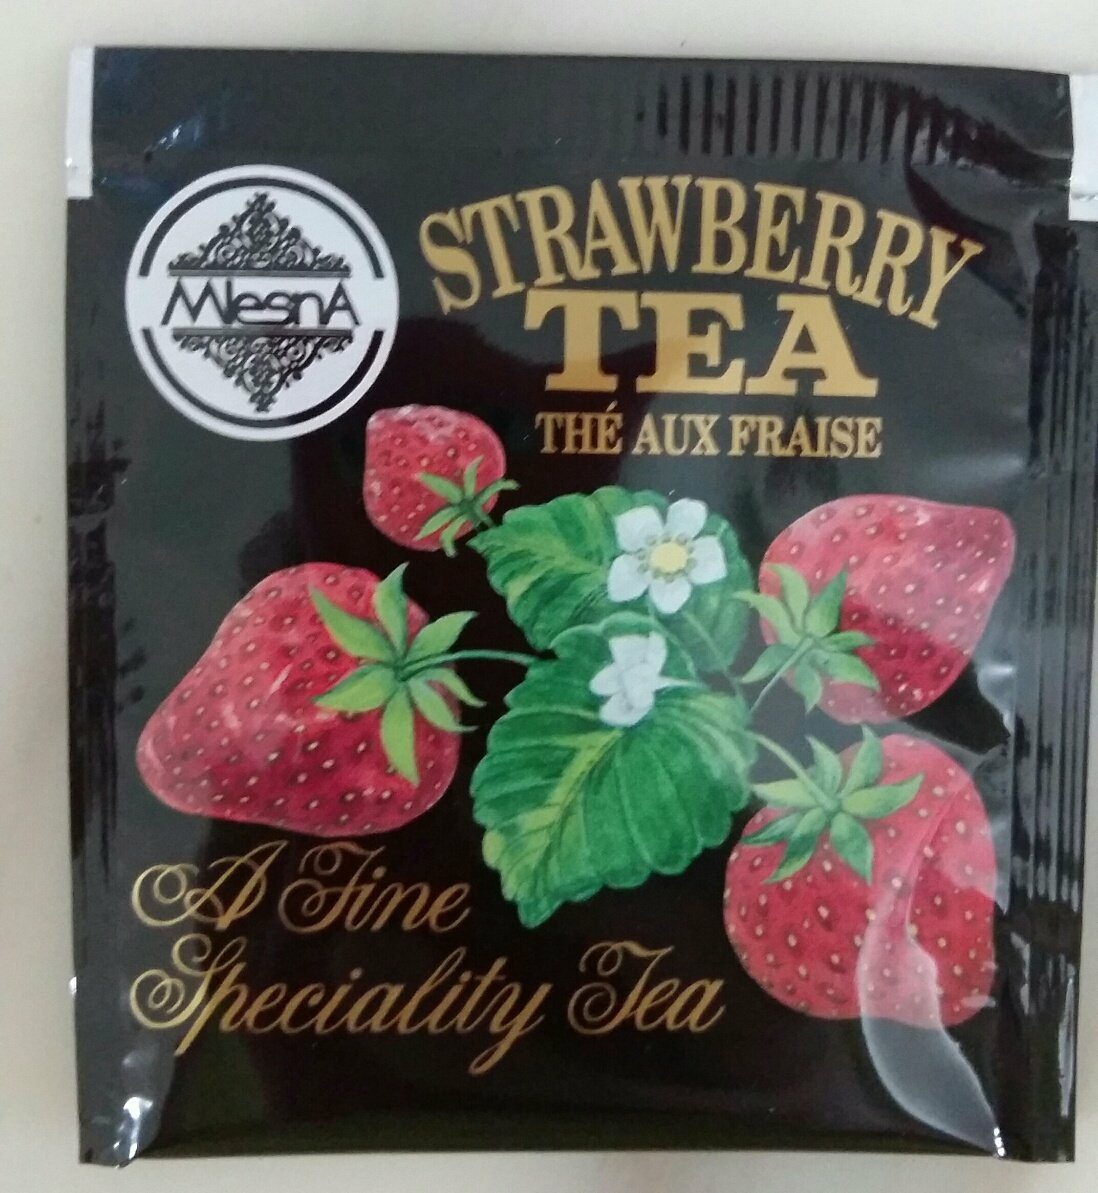 MlesnA
STRAWBERRY
TEA
THÉ AUX FRAISE
A Fine
Speciality Tea